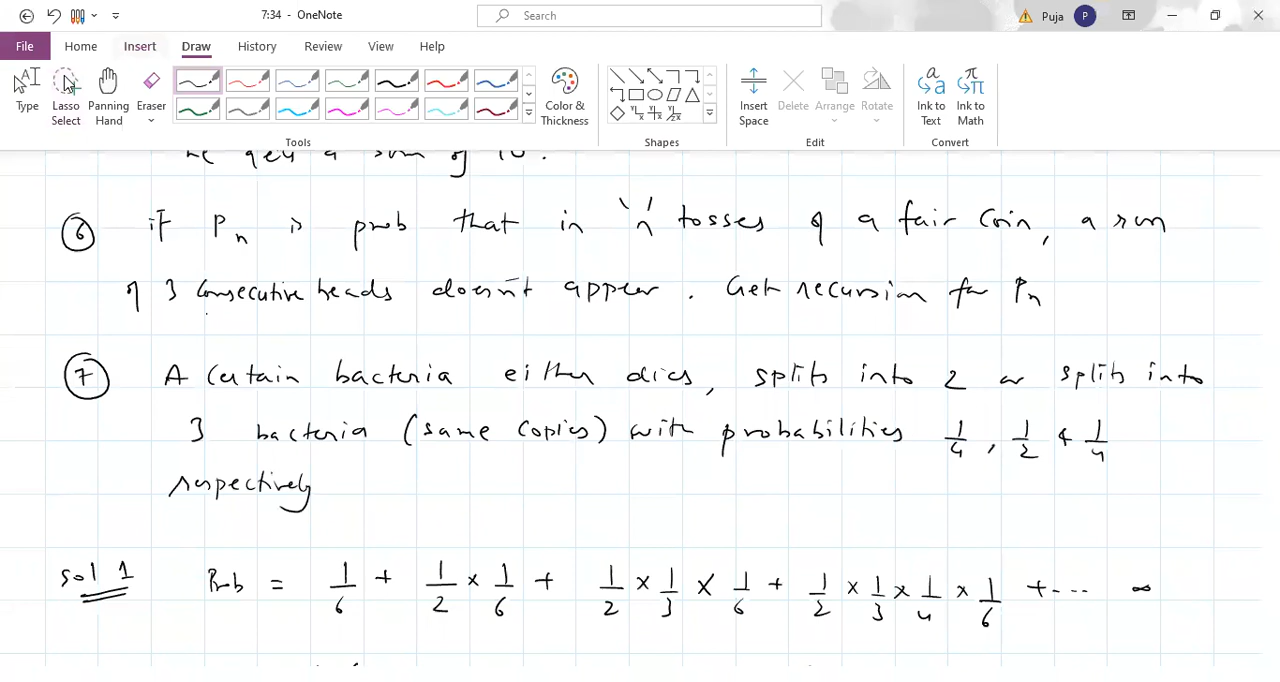 7:34 - OneNote
Search
Puja
P
File Home Insert Draw History Review View Help
Type
Lasso Select
Panning Hand
Eraser
Color & Thickness
Insert Space
Delete
Arrange
Rotate
Ink to Text
Ink to Math
Tools
Shapes
Edit
Convert
a sum of 10.
⑥ if Pn is prob that in 'n' tosses of a fair coin, a run
of 3 consecutive heads doesn't appear. Get recursion for Pn
⑦ A certain bacteria either dies, splits into 2 or splits into
3 bacteria (same copies) with probabilities 1/4, 1/2 & 1/4
respectively
sol 1 Prob = 1/6 + 1/2 × 1/6 + 1/2 × 1/3 × 1/6 + 1/2 × 1/3 × 1/4 × 1/6 + ... ∞